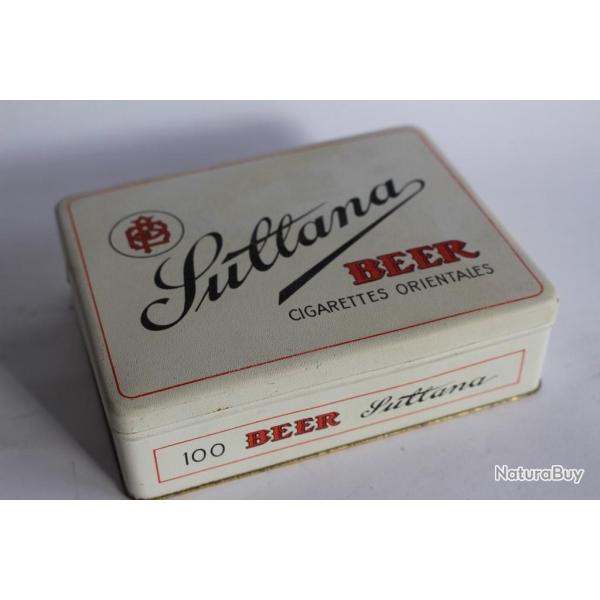 Sultana
BEER
CIGARETTES ORIENTALES
100 BEER Sultana
NaturaBuy